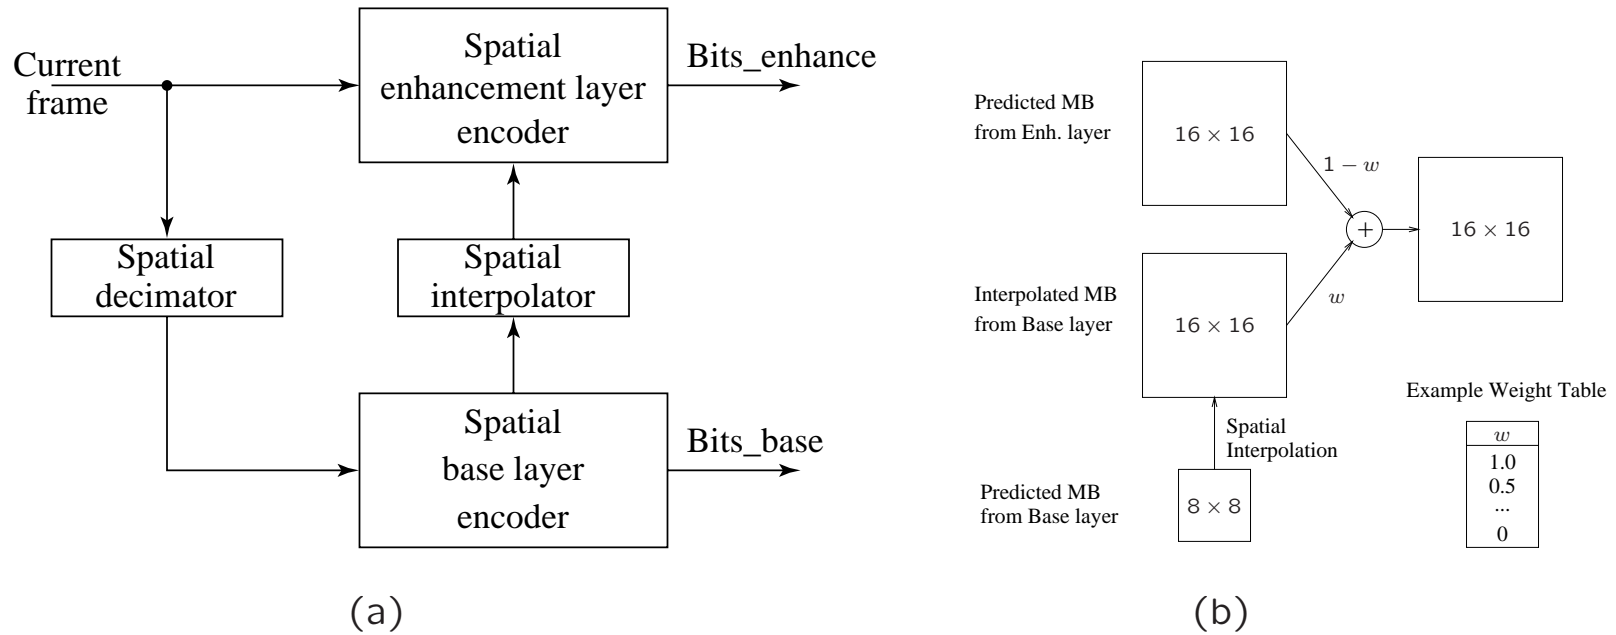 Current
frame
Spatial
enhancement layer
encoder
Bits_enhance
Spatial
decimator
Spatial
interpolator
Spatial
base layer
encoder
Bits_base
(a)
Predicted MB
from Enh. layer
16 × 16
1 − w
+
16 × 16
Interpolated MB
from Base layer
16 × 16
w
Spatial
Interpolation
Predicted MB
from Base layer
8 × 8
Example Weight Table
w
1.0
0.5
...
0
(b)